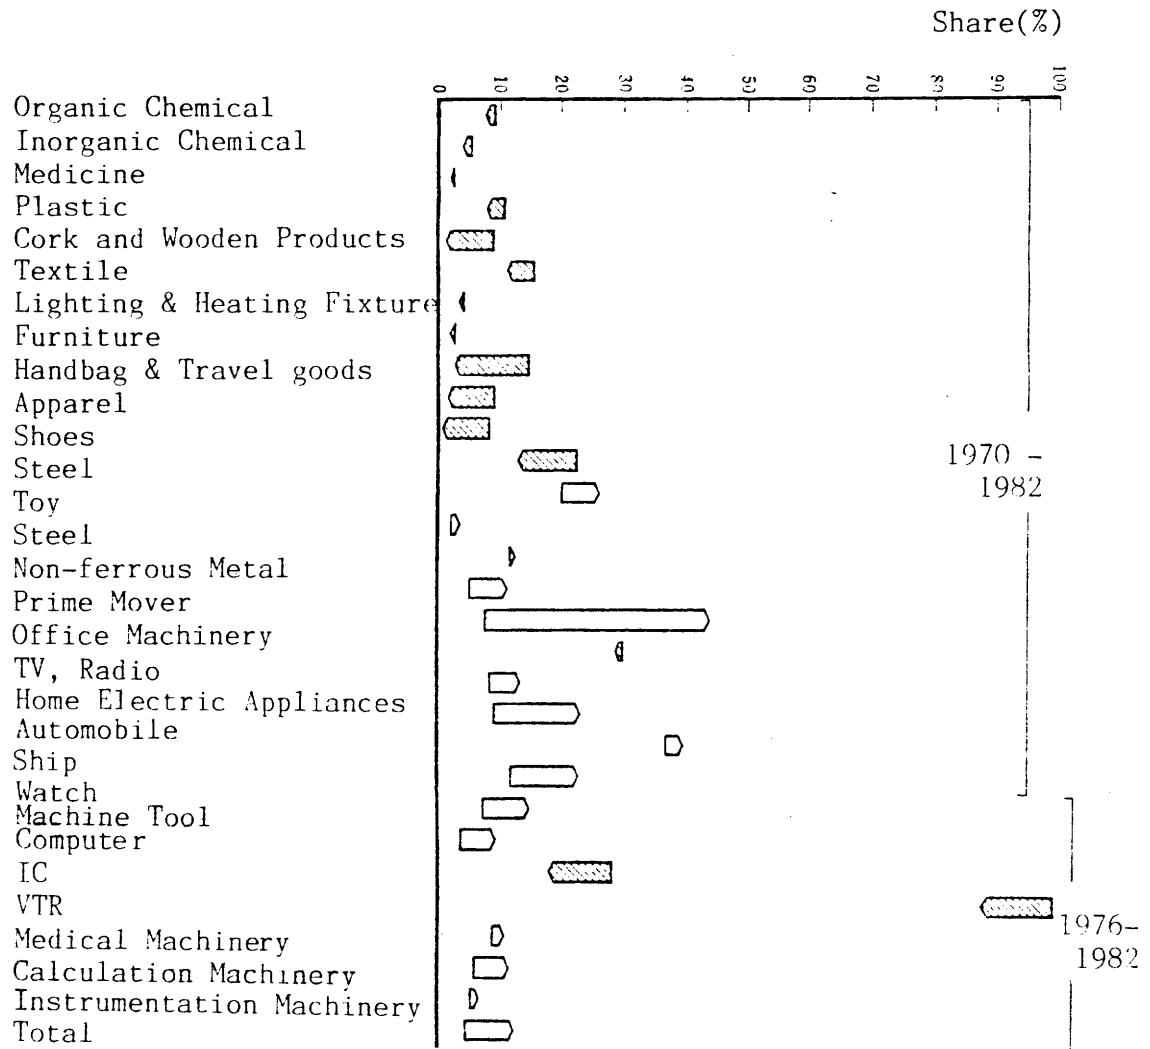 Share(%)
0 10 20 30 40 50 60 70 80 90 100
Organic Chemical
Inorganic Chemical
Medicine
Plastic
Cork and Wooden Products
Textile
Lighting & Heating Fixture
Furniture
Handbag & Travel goods
Apparel
Shoes
Steel
Toy
Steel
Non-ferrous Metal
Prime Mover
Office Machinery
TV, Radio
Home Electric Appliances
Automobile
Ship
Watch
Machine Tool
Computer
IC
VTR
Medical Machinery
Calculation Machinery
Instrumentation Machinery
Total
1970 -
1982
1976-
1982